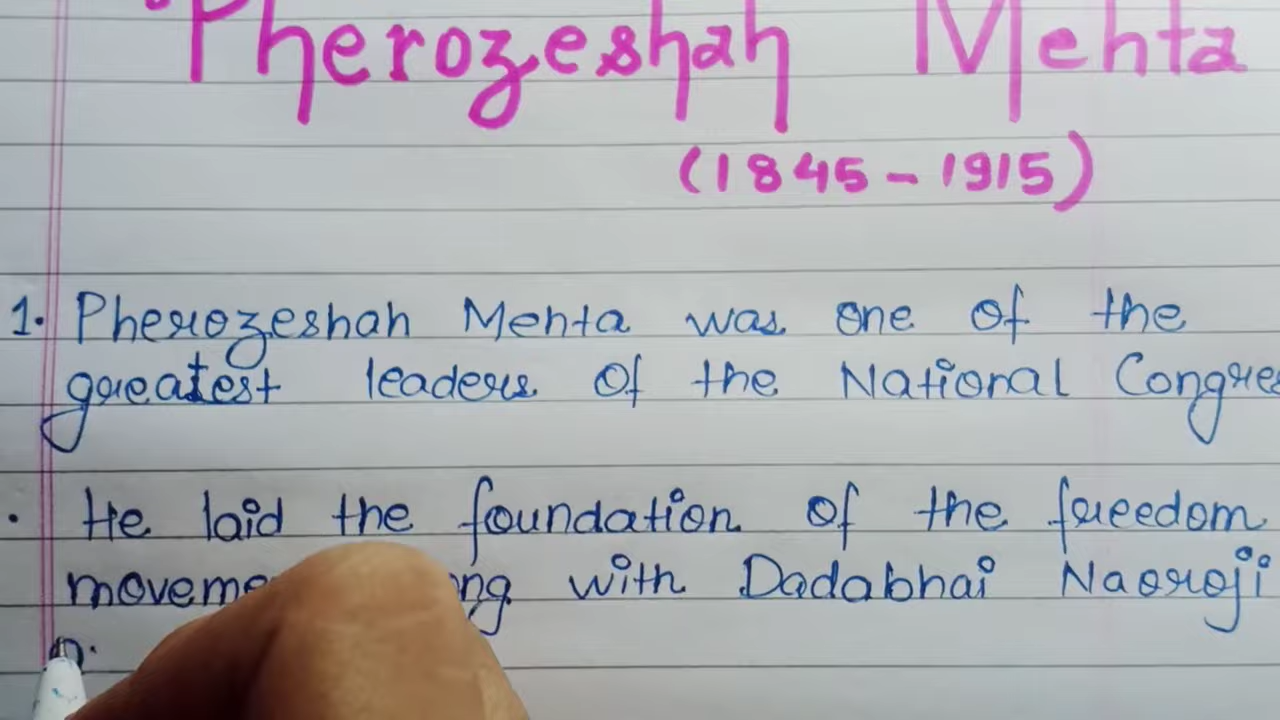 Pherozeshah Mehta
(1845-1915)
1. Pherozeshah Mehta was one of the
greatest leaders of the National
. He laid the foundation of the freedom
with Dadabhai Naoroji